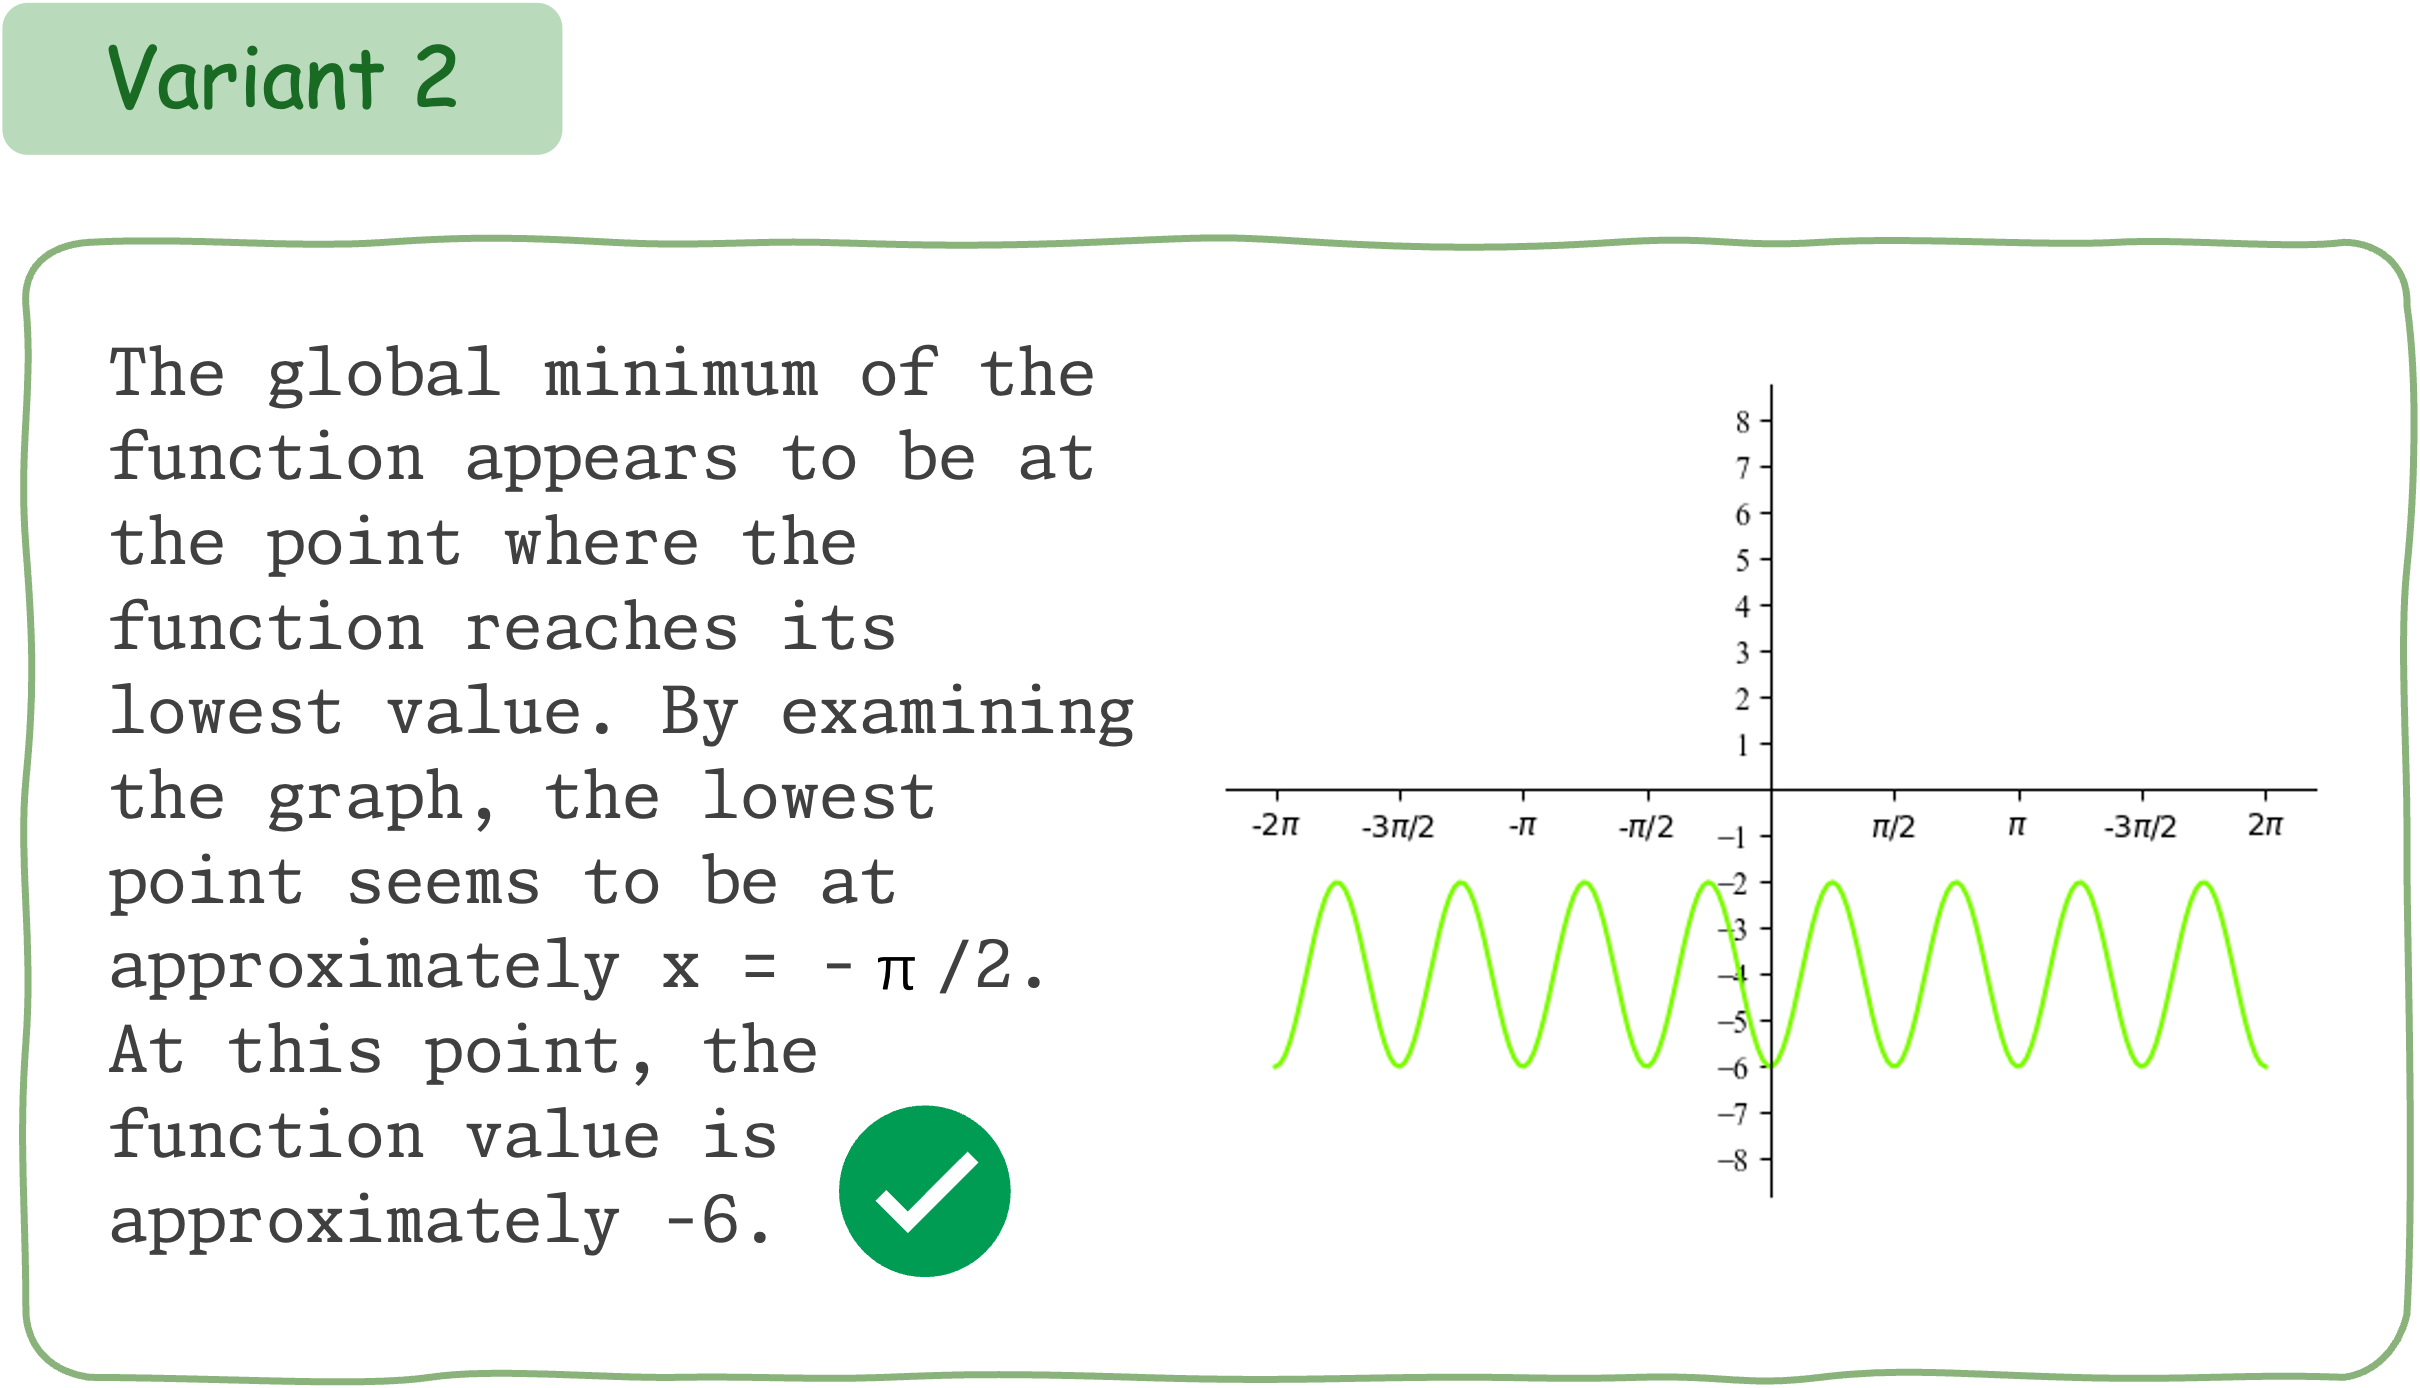 Variant 2
The global minimum of the
function appears to be at
the point where the
function reaches its
lowest value. By examining
the graph, the lowest
point seems to be at
approximately x = -π/2.
At this point, the
function value is
approximately -6.
8
7
6
5
4
3
2
1
-2π -3π/2 -π -π/2 π/2 π -3π/2 2π
−1
−2
−3
−4
−5
−6
−7
−8